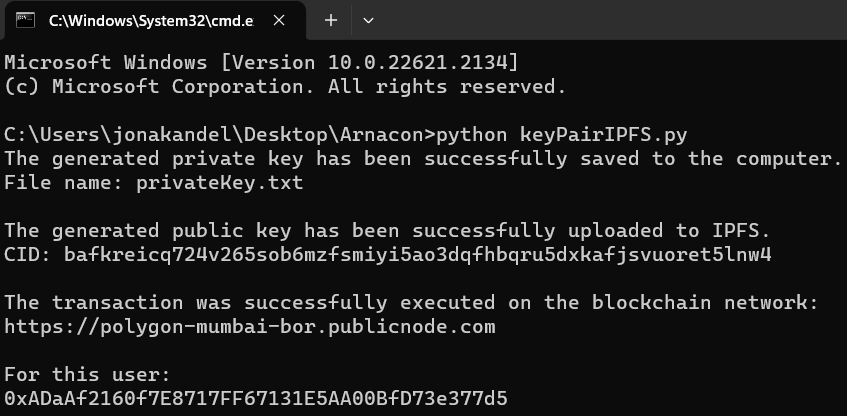 C:\Windows\System32\cmd.e
Microsoft Windows [Version 10.0.22621.2134]
(c) Microsoft Corporation. All rights reserved.
C:\Users\jonakandel\Desktop\Arnacon>python keyPairIPFS.py
The generated private key has been successfully saved to the computer.
File name: privateKey.txt
The generated public key has been successfully uploaded to IPFS.
CID: bafkreicq724v265sob6mzfsmiyi5ao3dqfhbqru5dxkafjsvuoret5lnw4
The transaction was successfully executed on the blockchain network:
https://polygon-mumbai-bor.publicnode.com
For this user:
0xADaAf2160f7E8717FF67131E5AA00BfD73e377d5